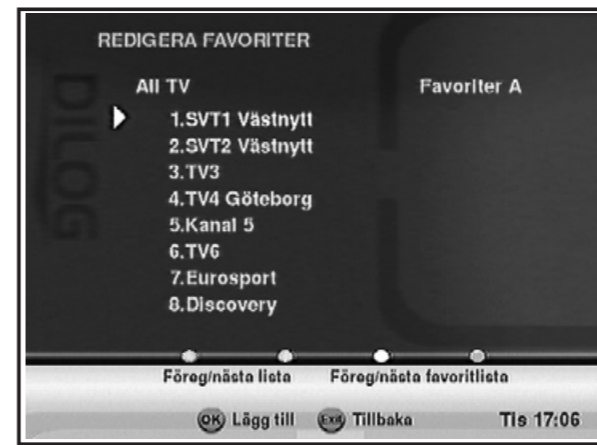 REDIGERA FAVORITER
All TV
Favoriter A
DILOG
1.SVT1 Västnytt
2.SVT2 Västnytt
3.TV3
4.TV4 Göteborg
5.Kanal 5
6.TV6
7.Eurosport
8.Discovery
Föreg/nästa lista
Föreg/nästa favoritlista
OK Lägg till
Exit Tillbaka
Tis 17:06